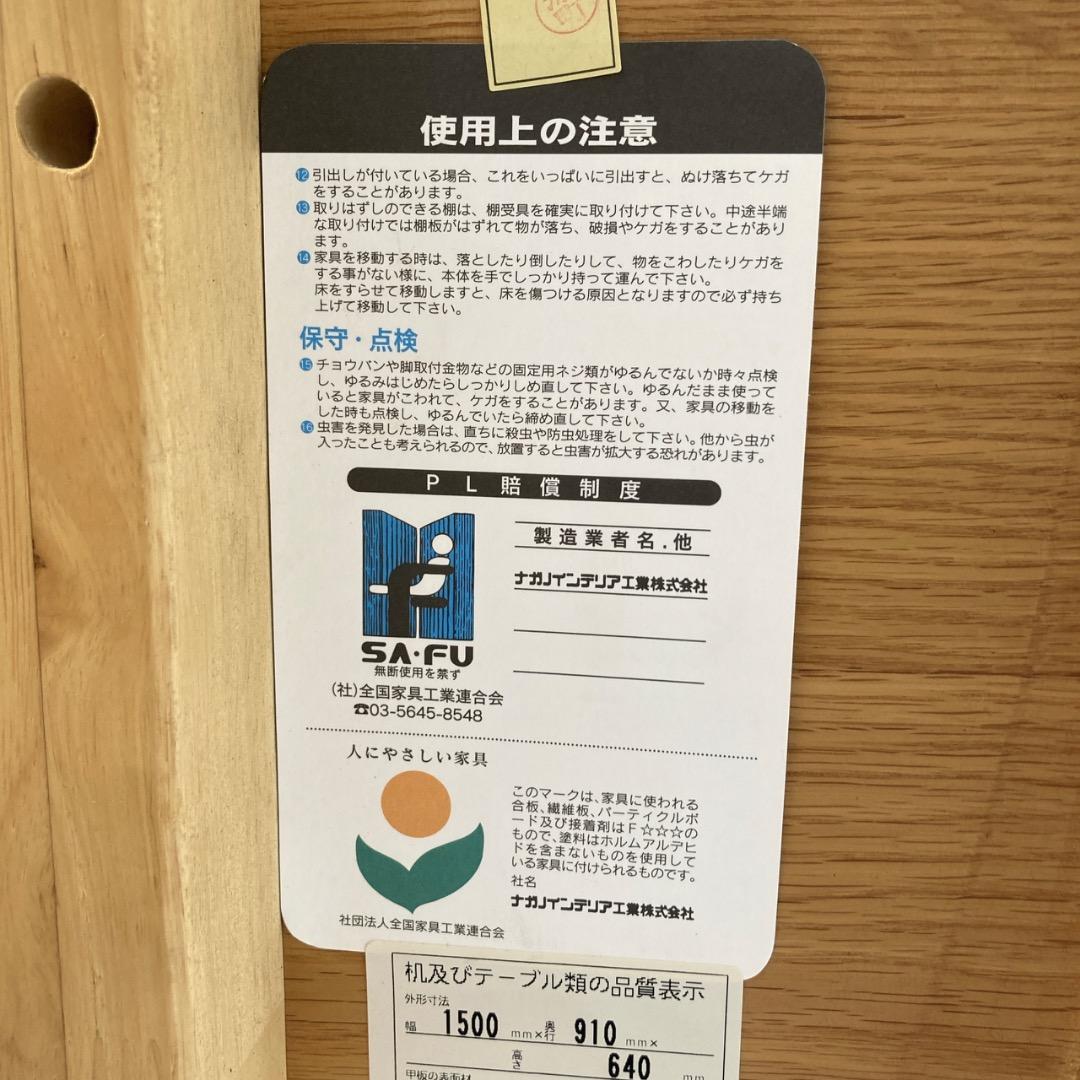 使用上の注意
⑫引出しが付いている場合、これをいっぱいに引出すと、ぬけ落ちてケガ
をすることがあります。
⑬取りはずしのできる棚は、棚受具を確実に取り付けて下さい。中途半端
な取り付けでは棚板がはずれて物が落ち、破損やケガをすることがあり
ます。
⑭家具を移動する時は、落としたり倒したりして、物をこわしたりケガを
する事がない様に、本体を手でしっかり持って運んで下さい。
床をすらせて移動しますと、床を傷つける原因となりますので必ず持ち
上げて移動して下さい。
保守・点検
⑮チョウバンや脚取付金物などの固定用ネジ類がゆるんでないか時々点検
し、ゆるみはじめたらしっかりしめ直して下さい。ゆるんだまま使って
いると家具がこわれて、ケガをすることがあります。又、家具の移動を
した時も点検し、ゆるんでいたら締め直して下さい。
⑯虫害を発見した場合は、直ちに殺虫や防虫処理をして下さい。他から虫が
入ったことも考えられるので、放置すると虫害が拡大する恐れがあります。
PL賠償制度
製造業者名.他
ナガノインテリア工業株式会社
SA・FU
無断使用を禁ず
(社)全国家具工業連合会
☎03-5645-8548
人にやさしい家具
このマークは、家具に使われる
合板、繊維板、パーティクルボ
ード及び接着剤はF☆☆☆の
もので、塗料はホルムアルデヒ
ドを含まないものを使用して
いる家具に付けられるものです。
社名
ナガノインテリア工業株式会社
社団法人全国家具工業連合会
机及びテーブル類の品質表示
外形寸法
幅 1500 mm×奥行 910 mm×
高さ 640 mm
甲板の表面材